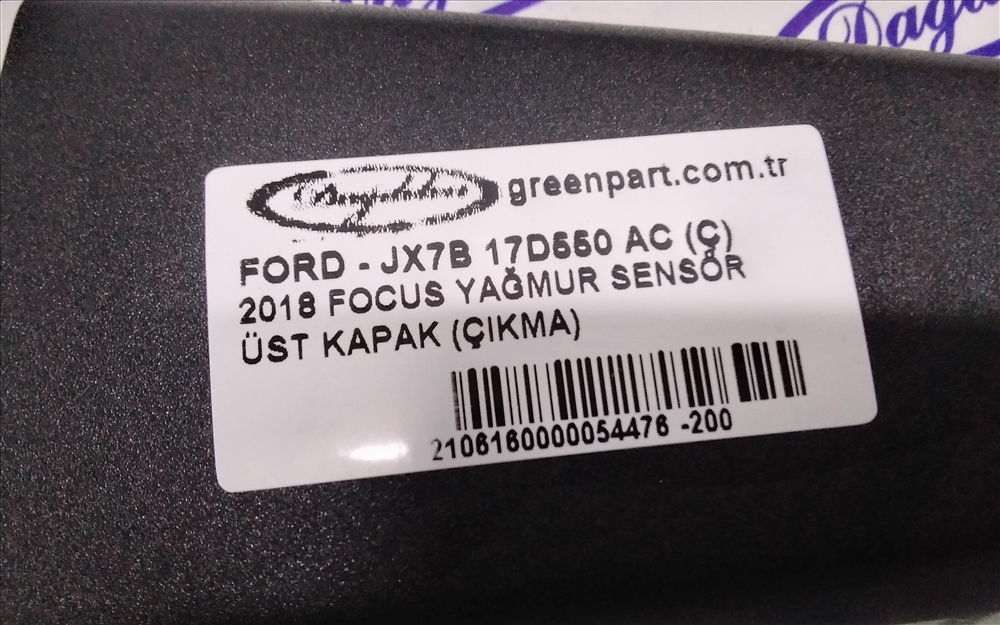 greenpart.com.tr
FORD - JX7B 17D550 AC (Ç)
2018 FOCUS YAĞMUR SENSÖR
ÜST KAPAK (ÇIKMA)
2106160000054476 -200